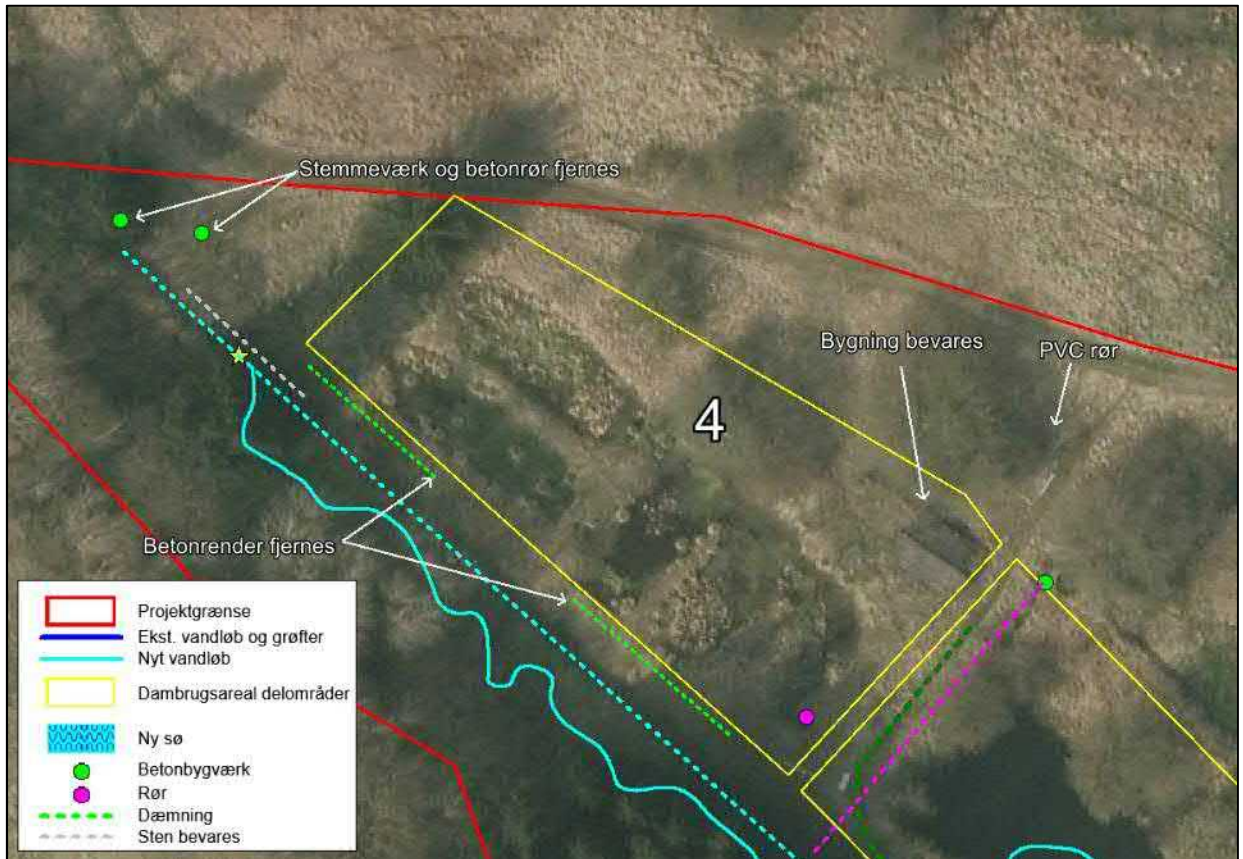 Stemmeværk og betonrør fjernes
Bygning bevares
PVC rør
4
Betonrender fjernes
Projektgrænse
Ekst. vandløb og grøfter
Nyt vandløb
Dambrugsareal delområder
Ny sø
Betonbygværk
Rør
Dæmning
Sten bevares